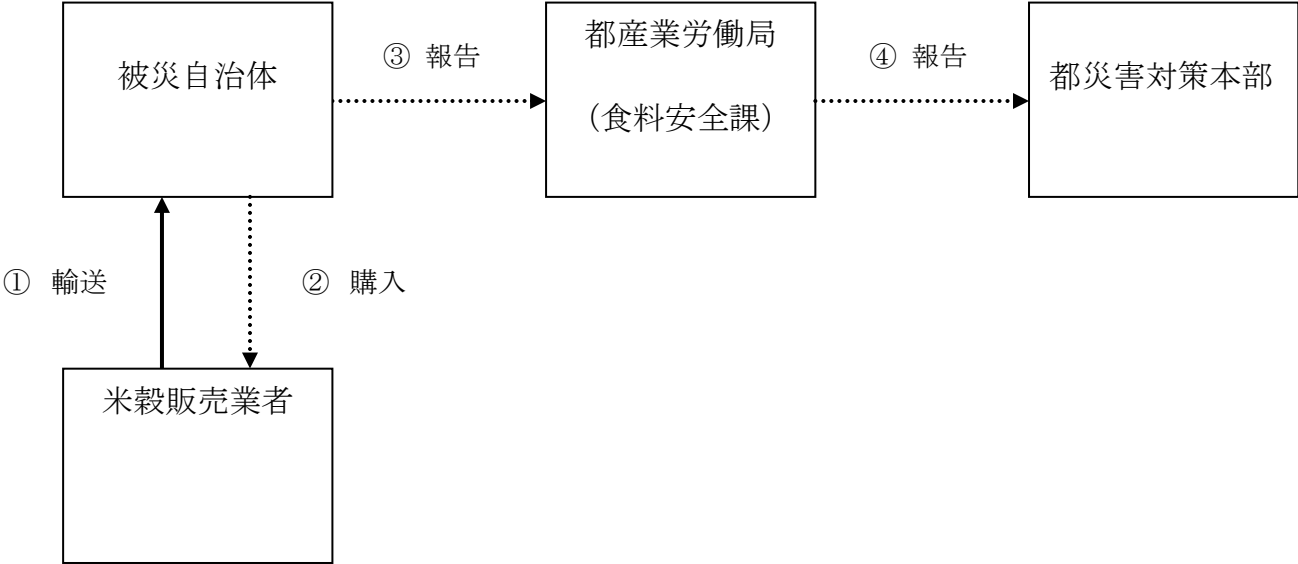 被災自治体
③ 報告
都産業労働局
（食料安全課）
④ 報告
都災害対策本部
① 輸送
② 購入
米穀販売業者